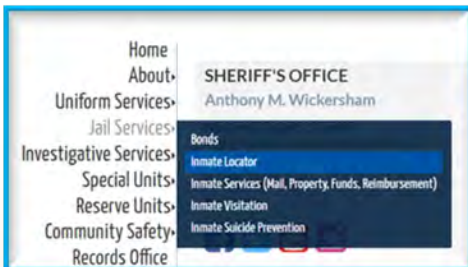 Home
About
Uniform Services
Jail Services
Investigative Services
Special Units
Reserve Units
Community Safety
Records Office
SHERIFF'S OFFICE
Anthony M. Wickersham
Bonds
Inmate Locator
Inmate Services (Mail, Property, Funds, Reimbursement)
Inmate Visitation
Inmate Suicide Prevention